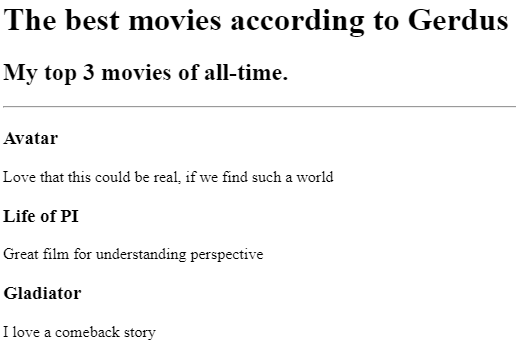 The best movies according to Gerdus
My top 3 movies of all-time.
Avatar
Love that this could be real, if we find such a world
Life of PI
Great film for understanding perspective
Gladiator
I love a comeback story